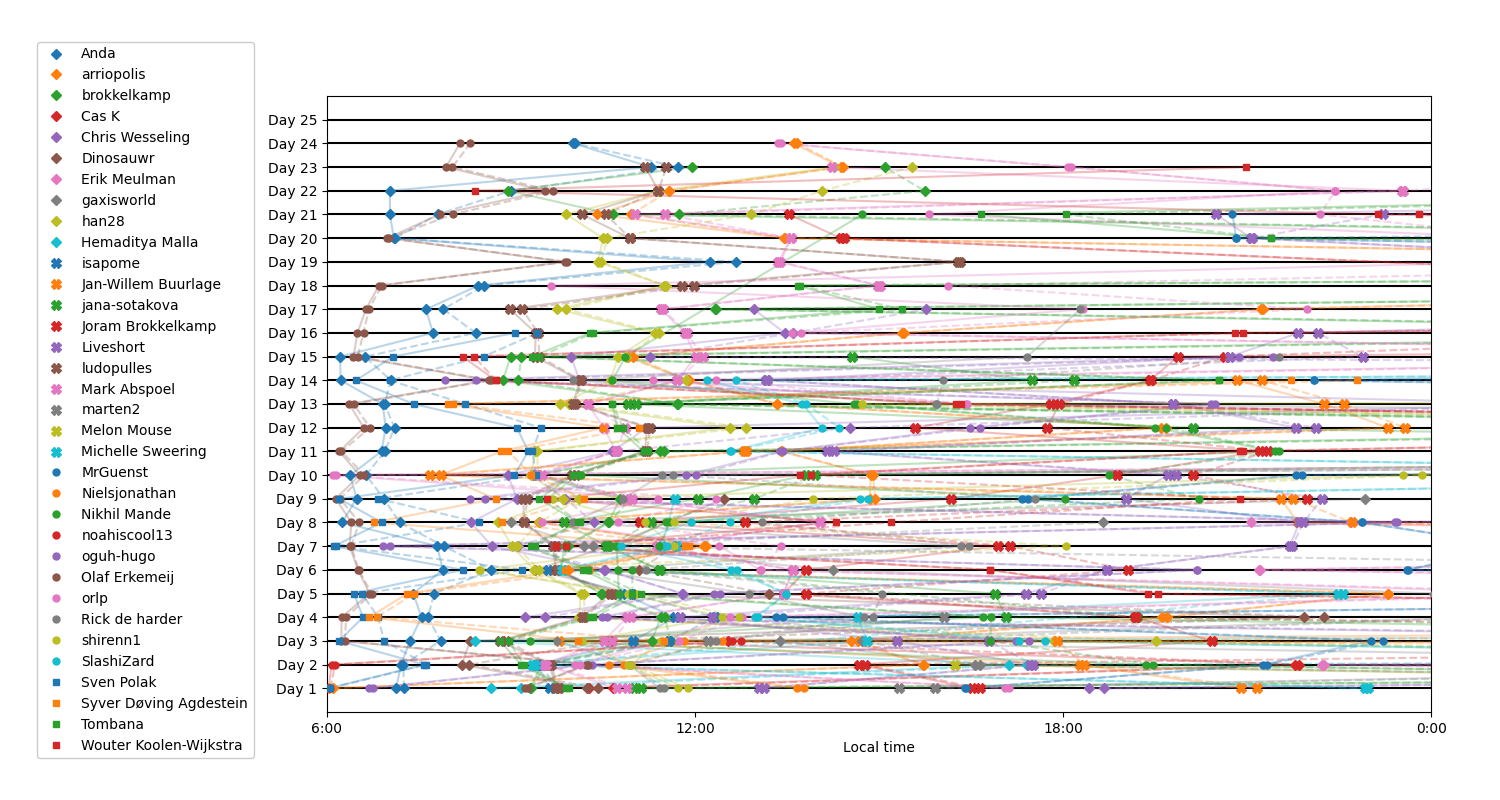 Anda
arriopolis
brokkelkamp
Cas K
Chris Wesseling
Dinosauwr
Erik Meulman
gaxisworld
han28
Hemaditya Malla
isapome
Jan-Willem Buurlage
jana-sotakova
Joram Brokkelkamp
Liveshort
ludopulles
Mark Abspoel
marten2
Melon Mouse
Michelle Sweering
MrGuenst
Nielsjonathan
Nikhil Mande
noahiscool13
oguh-hugo
Olaf Erkemeij
orlp
Rick de harder
shirenn1
SlashiZard
Sven Polak
Syver Døving Agdestein
Tombana
Wouter Koolen-Wijkstra
Day 25
Day 24
Day 23
Day 22
Day 21
Day 20
Day 19
Day 18
Day 17
Day 16
Day 15
Day 14
Day 13
Day 12
Day 11
Day 10
Day 9
Day 8
Day 7
Day 6
Day 5
Day 4
Day 3
Day 2
Day 1
6:00 12:00 18:00 0:00
Local time